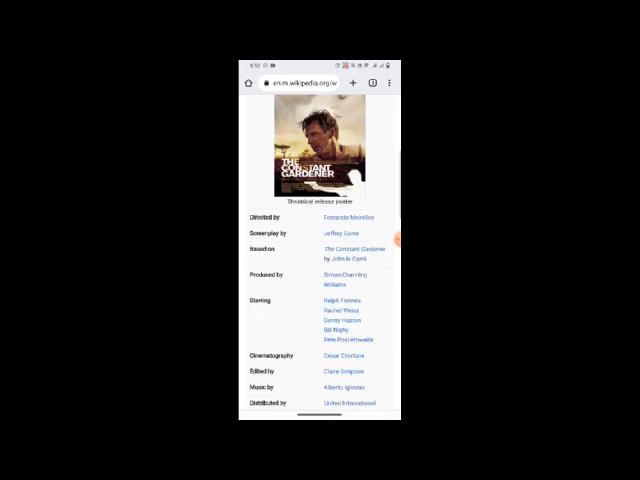 8:52
en.m.wikipedia.org/w
THE
CONSTANT
GARDENER
Theatrical release poster
Directed by Fernando Meirelles
Screenplay by Jeffrey Caine
Based on The Constant Gardener
by John le Carré
Produced by Simon Channing
Williams
Starring Ralph Fiennes
Rachel Weisz
Danny Huston
Bill Nighy
Pete Postlethwaite
Cinematography César Charlone
Edited by Claire Simpson
Music by Alberto Iglesias
Distributed by United International